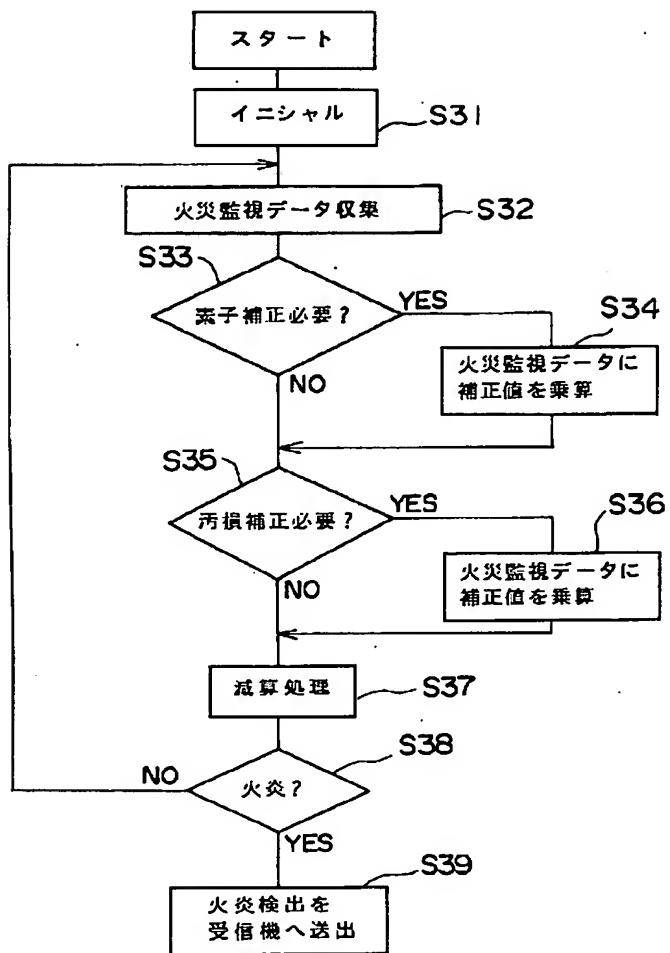 スタート
イニシャル
S31
火災監視データ収集
S32
S33
素子補正必要?
YES
NO
S34
火災監視データに
補正値を乗算
S35
汚損補正必要?
YES
NO
S36
火災監視データに
補正値を乗算
減算処理
S37
S38
火炎?
NO
YES
S39
火炎検出を
受信機へ送出